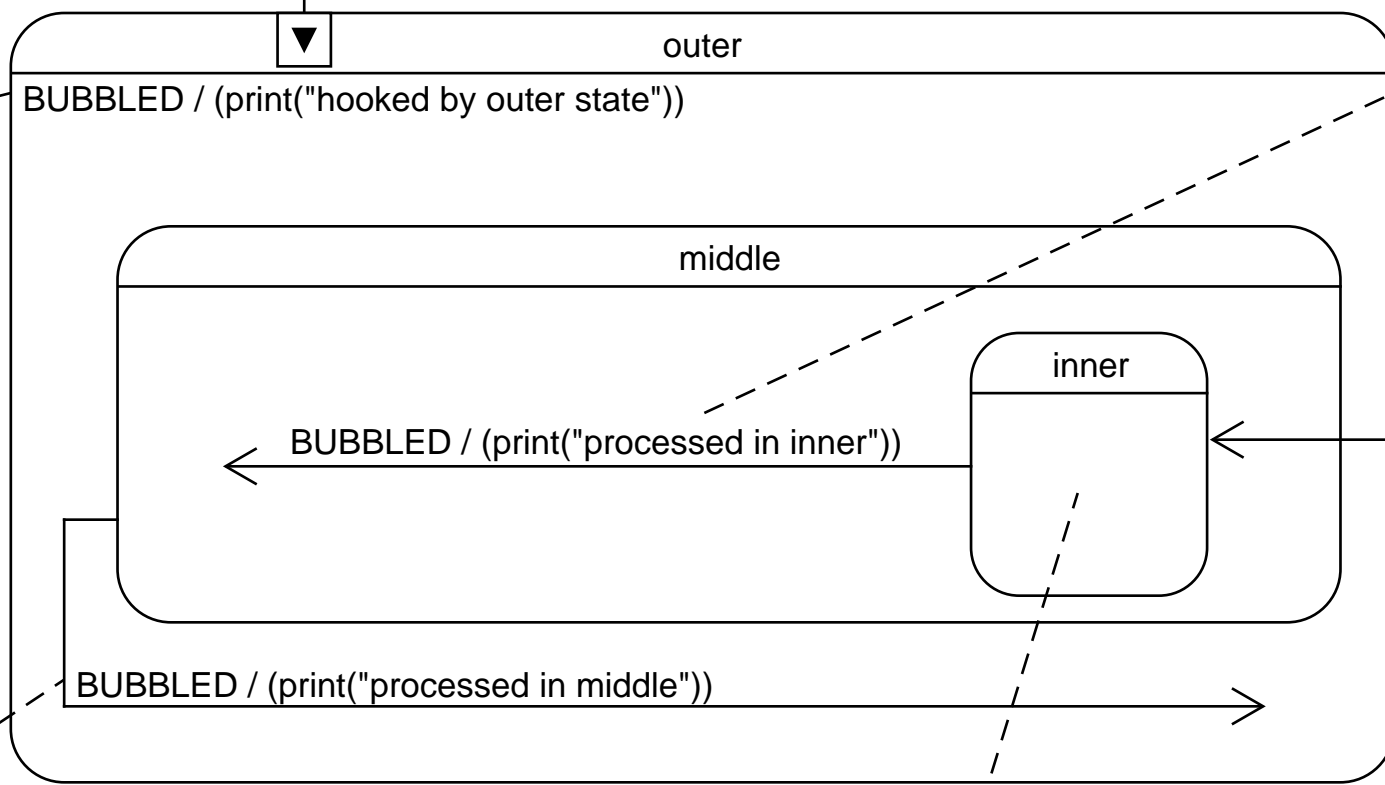 outer
BUBBLED / (print("hooked by outer state"))
middle
inner
BUBBLED / (print("processed in inner"))
BUBBLED / (print("processed in middle"))